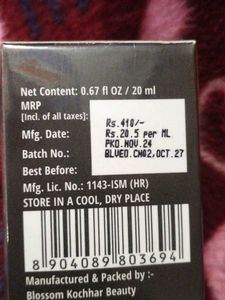 Net Content: 0.67 fl OZ / 20 ml
MRP
[Incl. of all taxes]: Rs.410/-
Rs.20.5 per ML
Mfg. Date: PKD.NOV.24
Batch No.: BLVEO.CN02,OCT.27
Best Before:
Mfg. Lic. No.: 1143-ISM (HR)
STORE IN A COOL, DRY PLACE
8 904089 803694
Manufactured & Packed by :-
Blossom Kochhar Beauty